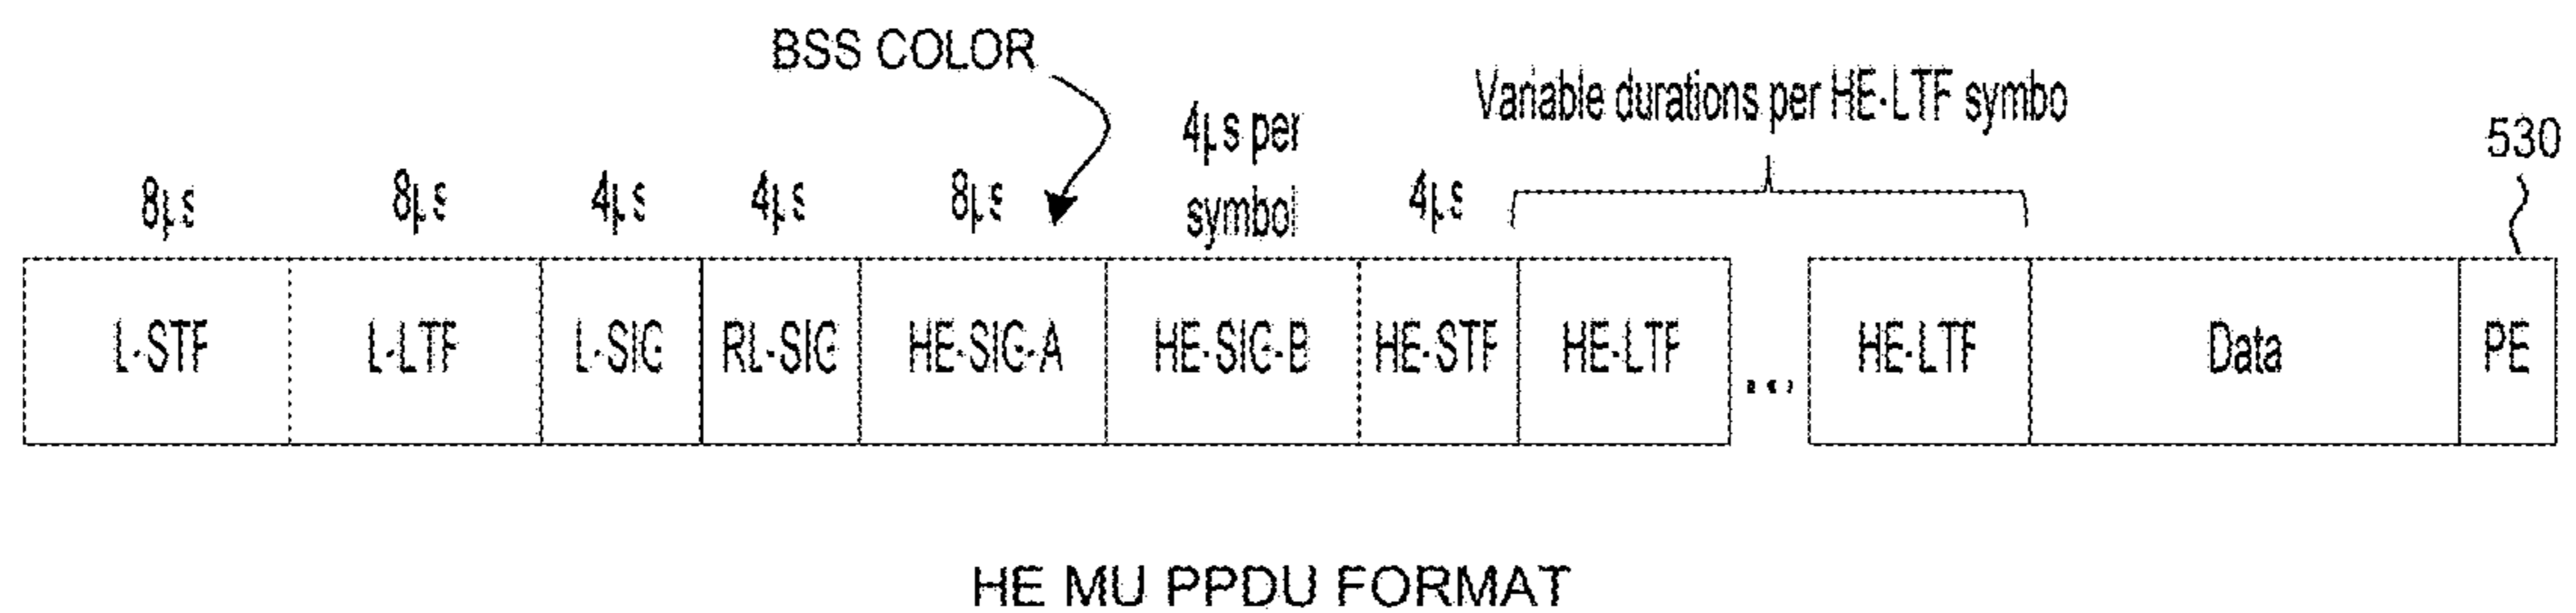 BSS COLOR
Variable durations per HE-LTF symbo
4μs per
symbol
530
8μs
8μs
4μs
4μs
8μs
4μs
L-STF
L-LTF
L-SIG
RL-SIG
HE-SIG-A
HE-SIG-B
HE-STF
HE-LTF
...
HE-LTF
Data
PE
HE MU PPDU FORMAT